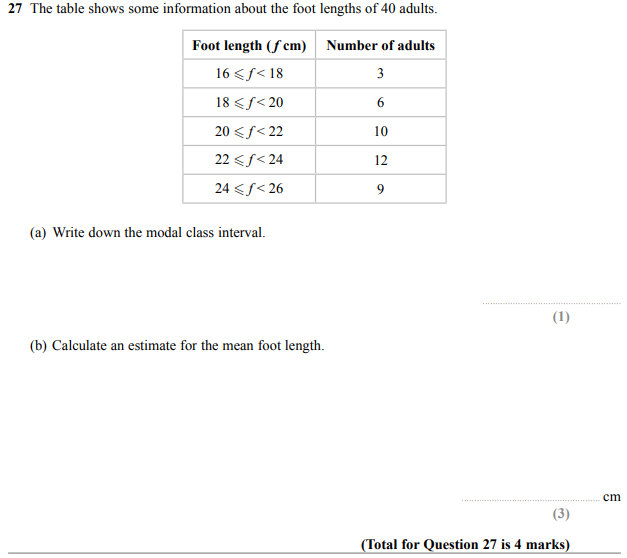 27 The table shows some information about the foot lengths of 40 adults.
Foot length (f cm) Number of adults
16 ⩽ f < 18 3
18 ⩽ f < 20 6
20 ⩽ f < 22 10
22 ⩽ f < 24 12
24 ⩽ f < 26 9
(a) Write down the modal class interval.
(1)
(b) Calculate an estimate for the mean foot length.
cm
(3)
(Total for Question 27 is 4 marks)